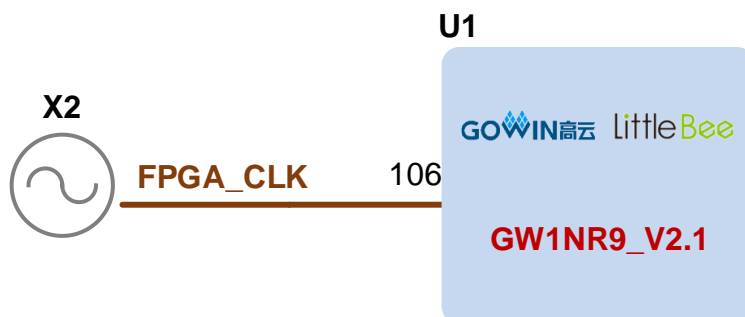 U1
X2
GOWIN高云 LittleBee
FPGA_CLK 106
GW1NR9_V2.1